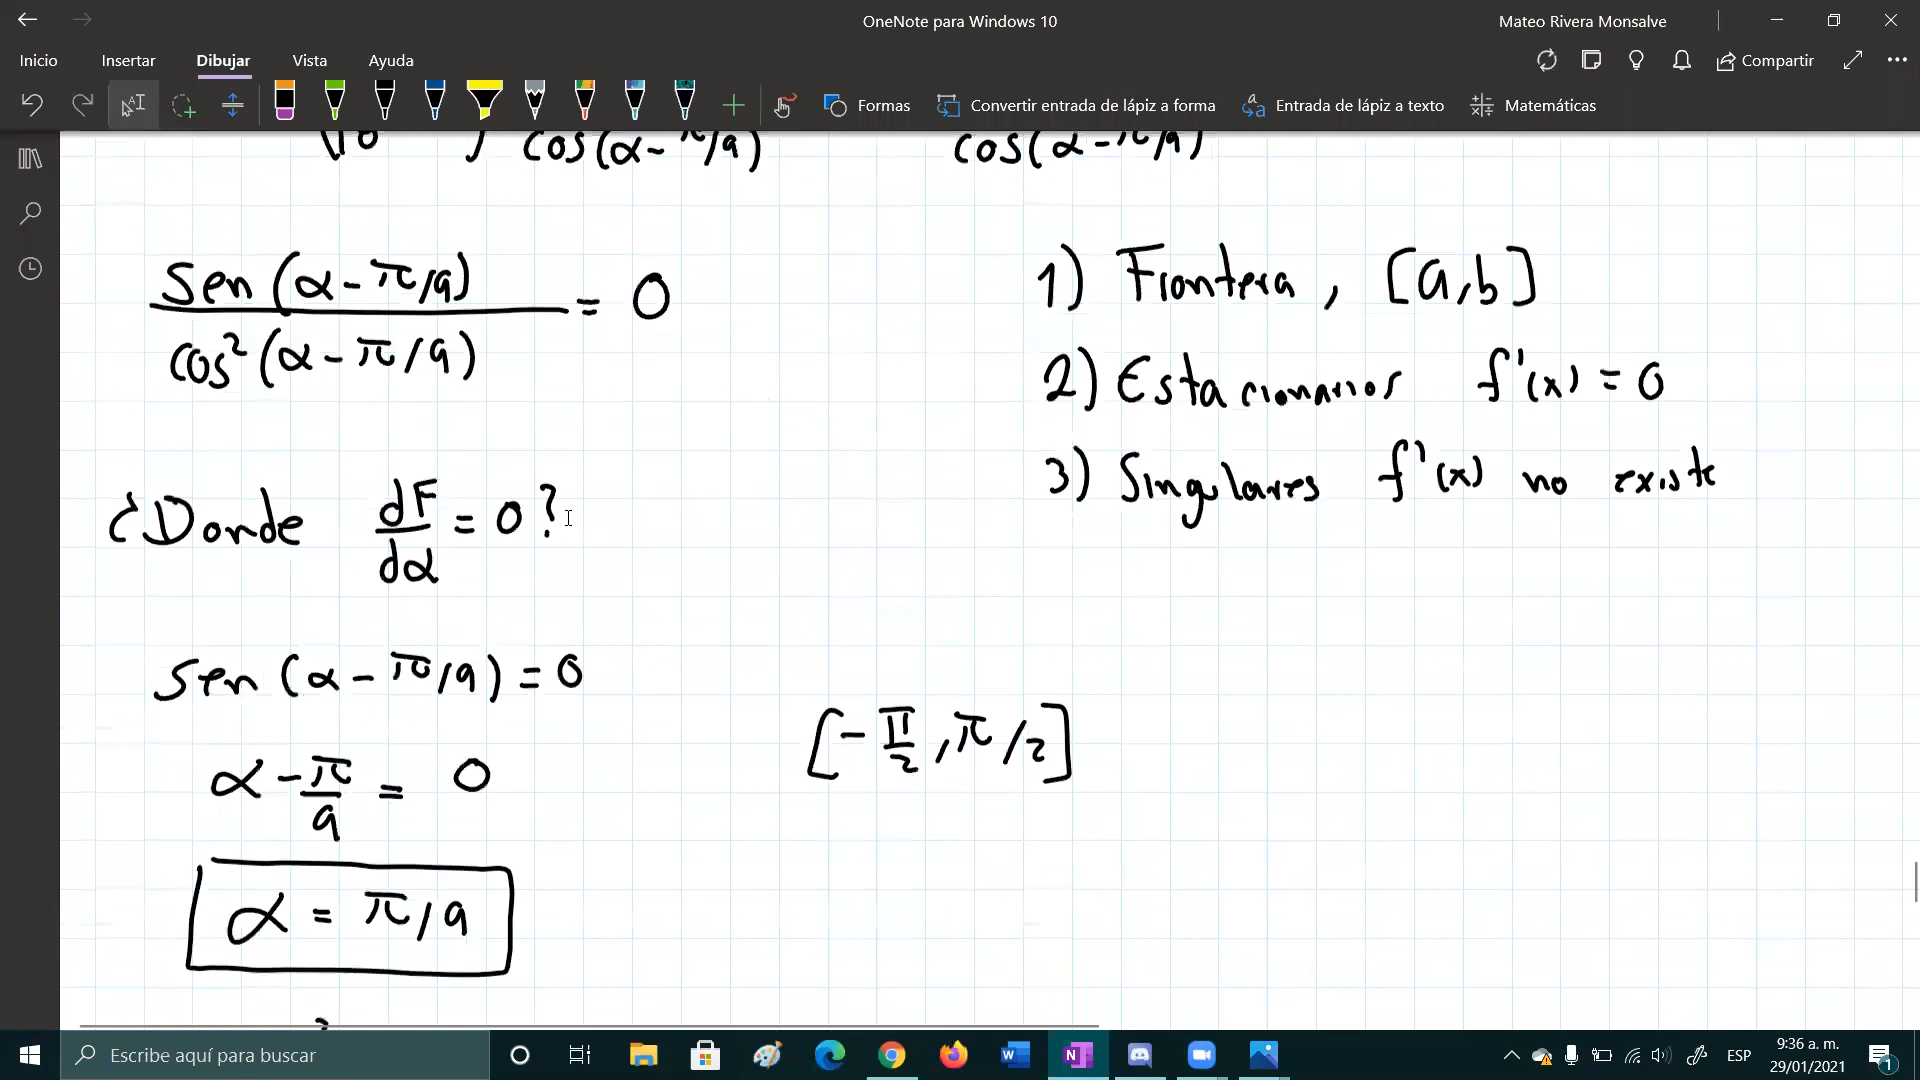 OneNote para Windows 10
Mateo Rivera Monsalve
Inicio Insertar Dibujar Vista Ayuda
Compartir
Formas Convertir entrada de lápiz a forma Entrada de lápiz a texto Matemáticas
cos(α-π/9) cos(α-π/9)
Sen (α-π/9)
= 0
cos² (α-π/9)
¿Donde dF/dα = 0?
Sen (α-π/9) = 0
α - π/9 = 0
α = π/9
1) Frontera, [a,b]
2) Estacionarios f'(x) = 0
3) Singulares f'(x) no existe
[-π/2, π/2]
Escribe aquí para buscar
ESP
9:36 a. m.
29/01/2021
1